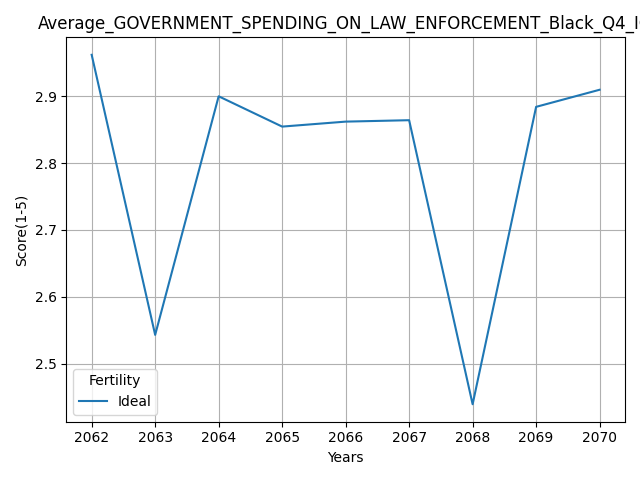 Average_GOVERNMENT_SPENDING_ON_LAW_ENFORCEMENT_Black_Q4_I
2.9
2.8
2.7
2.6
2.5
Score(1-5)
Fertility
Ideal
2062 2063 2064 2065 2066 2067 2068 2069 2070
Years